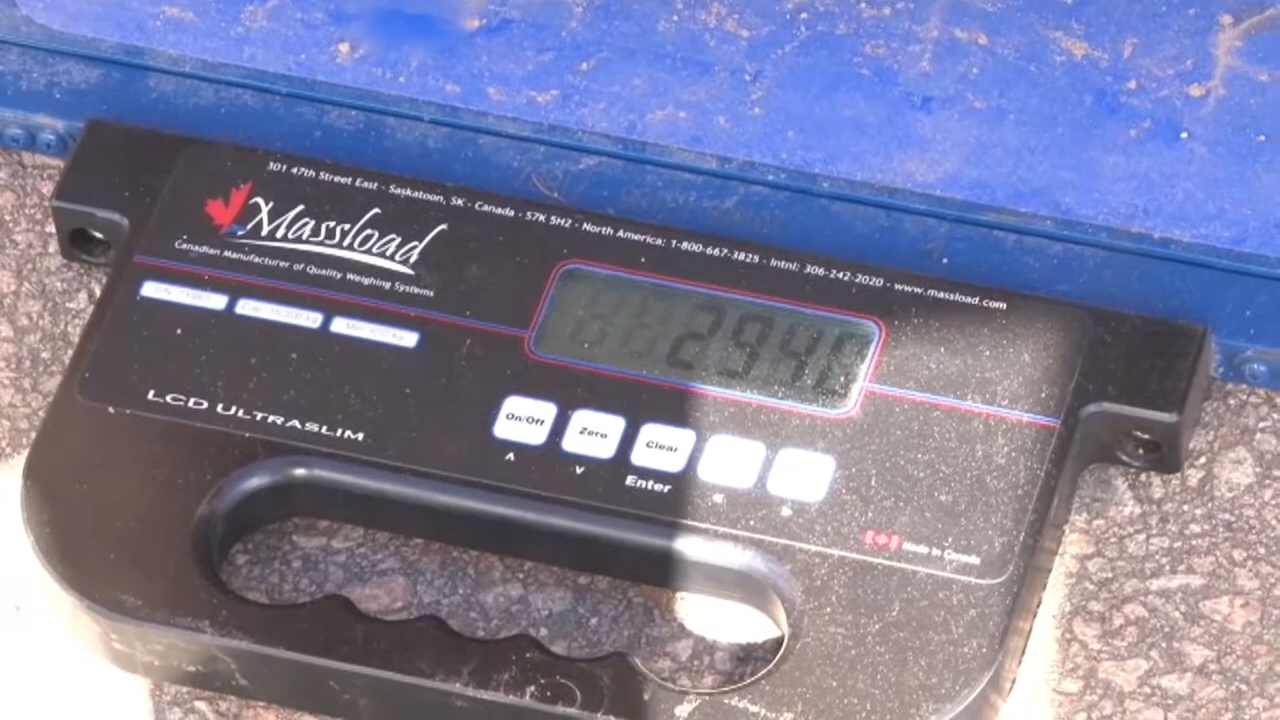 301 47th Street East - Saskatoon, SK - Canada - S7K 5H2 - North America: 1-800-667-3825 - Intnl: 306-242-2020 - www.massload.com
Massload
Canadian Manufacturer of Quality Weighing Systems
LCD ULTRASLIM
On/Off Zero Clear
Enter
Made in Canada